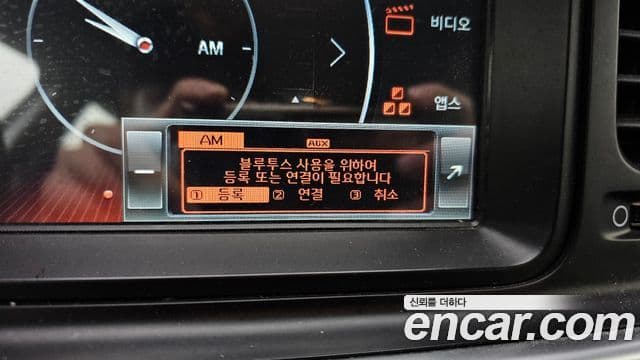 비디오
AM
앱스
AM
AUX
블루투스 사용을 위하여
등록 또는 연결이 필요합니다
① 등록 ② 연결 ③ 취소
신뢰를 더하다
encar.com